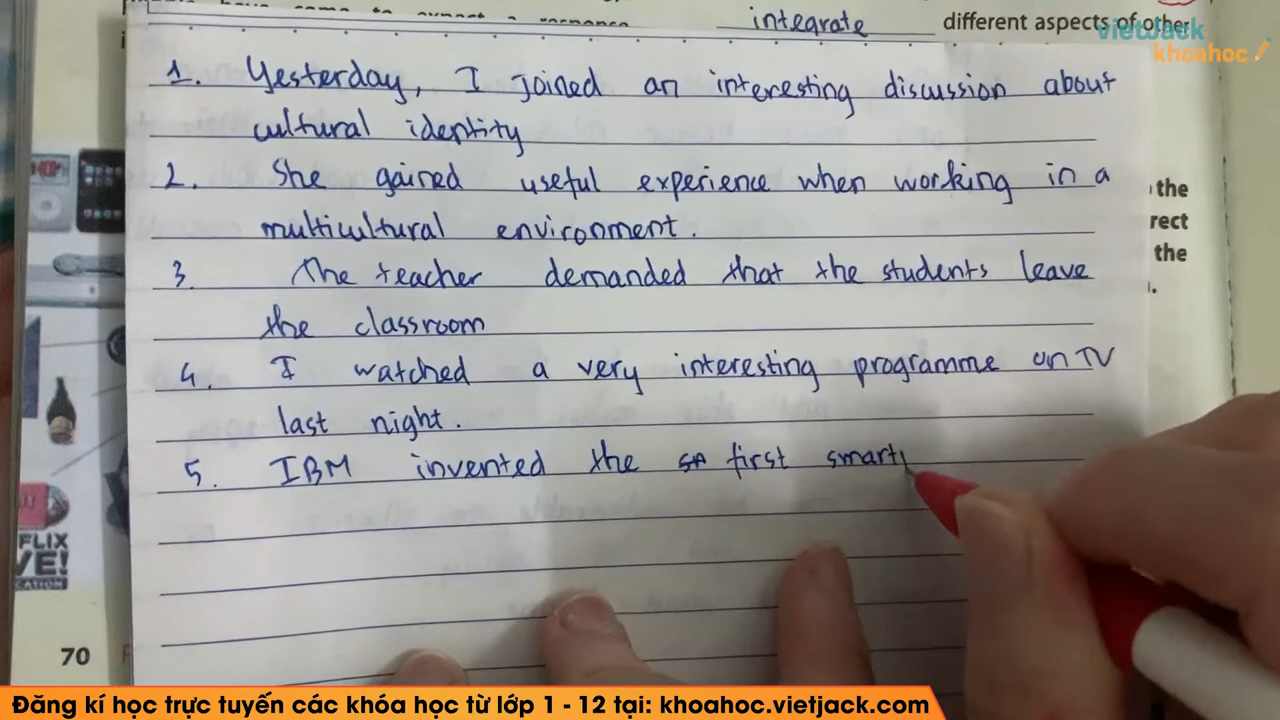 integrate different aspects of other
vietJack
khoahoc
1. Yesterday, I joined an interesting discussion about
cultural identity
2. She gained useful experience when working in a
multicultural environment.
3. The teacher demanded that the students leave
the classroom
4. I watched a very interesting programme on TV
last night.
5. IBM invented the first smart
the
rect
the
FLIX
VE!
CATION
70
Đăng kí học trực tuyến các khóa học từ lớp 1 - 12 tại: khoahoc.vietjack.com